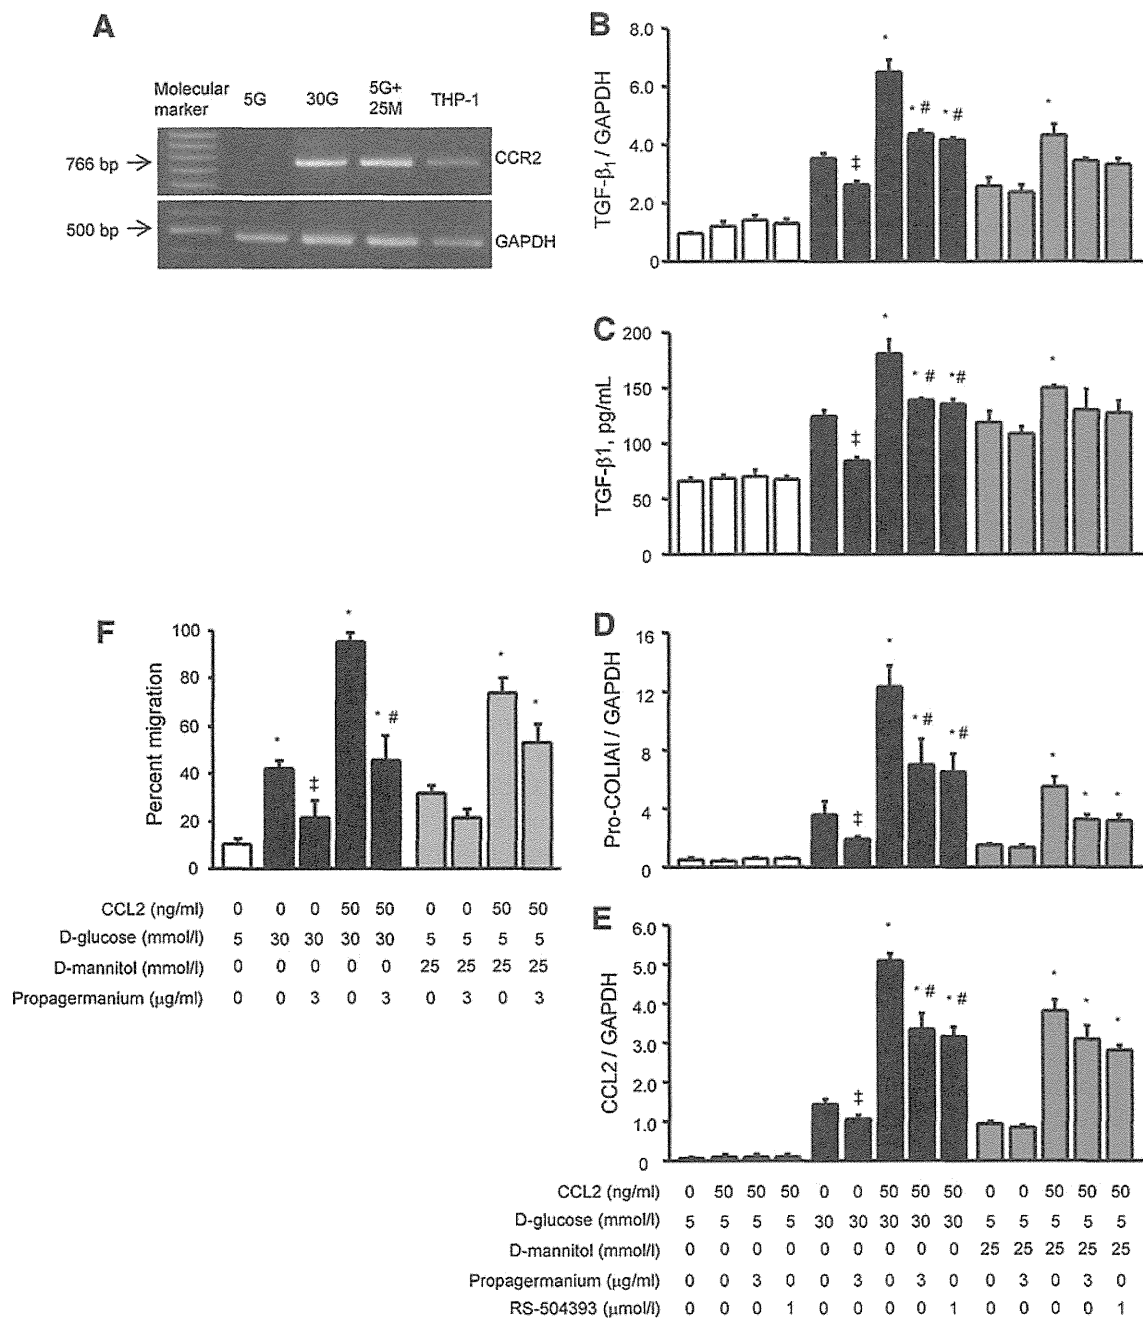 A
Molecular marker
5G
30G
5G+ 25M
THP-1
766 bp →
CCR2
500 bp →
GAPDH
B
TGF-β1 / GAPDH
8.0
6.0
4.0
2.0
0
‡
*
* #
* #
*
C
TGF-β1, pg/mL
200
150
100
50
0
‡
*
* #
*#
*
D
Pro-COLIAI / GAPDH
16
12
8
4
0
‡
*
* #
* #
*
*
*
E
CCL2 / GAPDH
6.0
5.0
4.0
3.0
2.0
1.0
0
‡
*
* #
* #
*
*
*
CCL2 (ng/ml) 0 50 50 50 0 0 50 50 50 0 0 50 50 50
D-glucose (mmol/l) 5 5 5 5 30 30 30 30 30 5 5 5 5 5
D-mannitol (mmol/l) 0 0 0 0 0 0 0 0 0 25 25 25 25 25
Propagermanium (μg/ml) 0 0 3 0 0 3 0 3 0 0 3 0 3 0
RS-504393 (μmol/l) 0 0 0 1 0 0 0 0 1 0 0 0 0 1
F
Percent migration
100
80
60
40
20
0
*
‡
*
* #
*
*
CCL2 (ng/ml) 0 0 0 50 50 0 0 50 50
D-glucose (mmol/l) 5 30 30 30 30 5 5 5 5
D-mannitol (mmol/l) 0 0 0 0 0 25 25 25 25
Propagermanium (μg/ml) 0 0 3 0 3 0 3 0 3